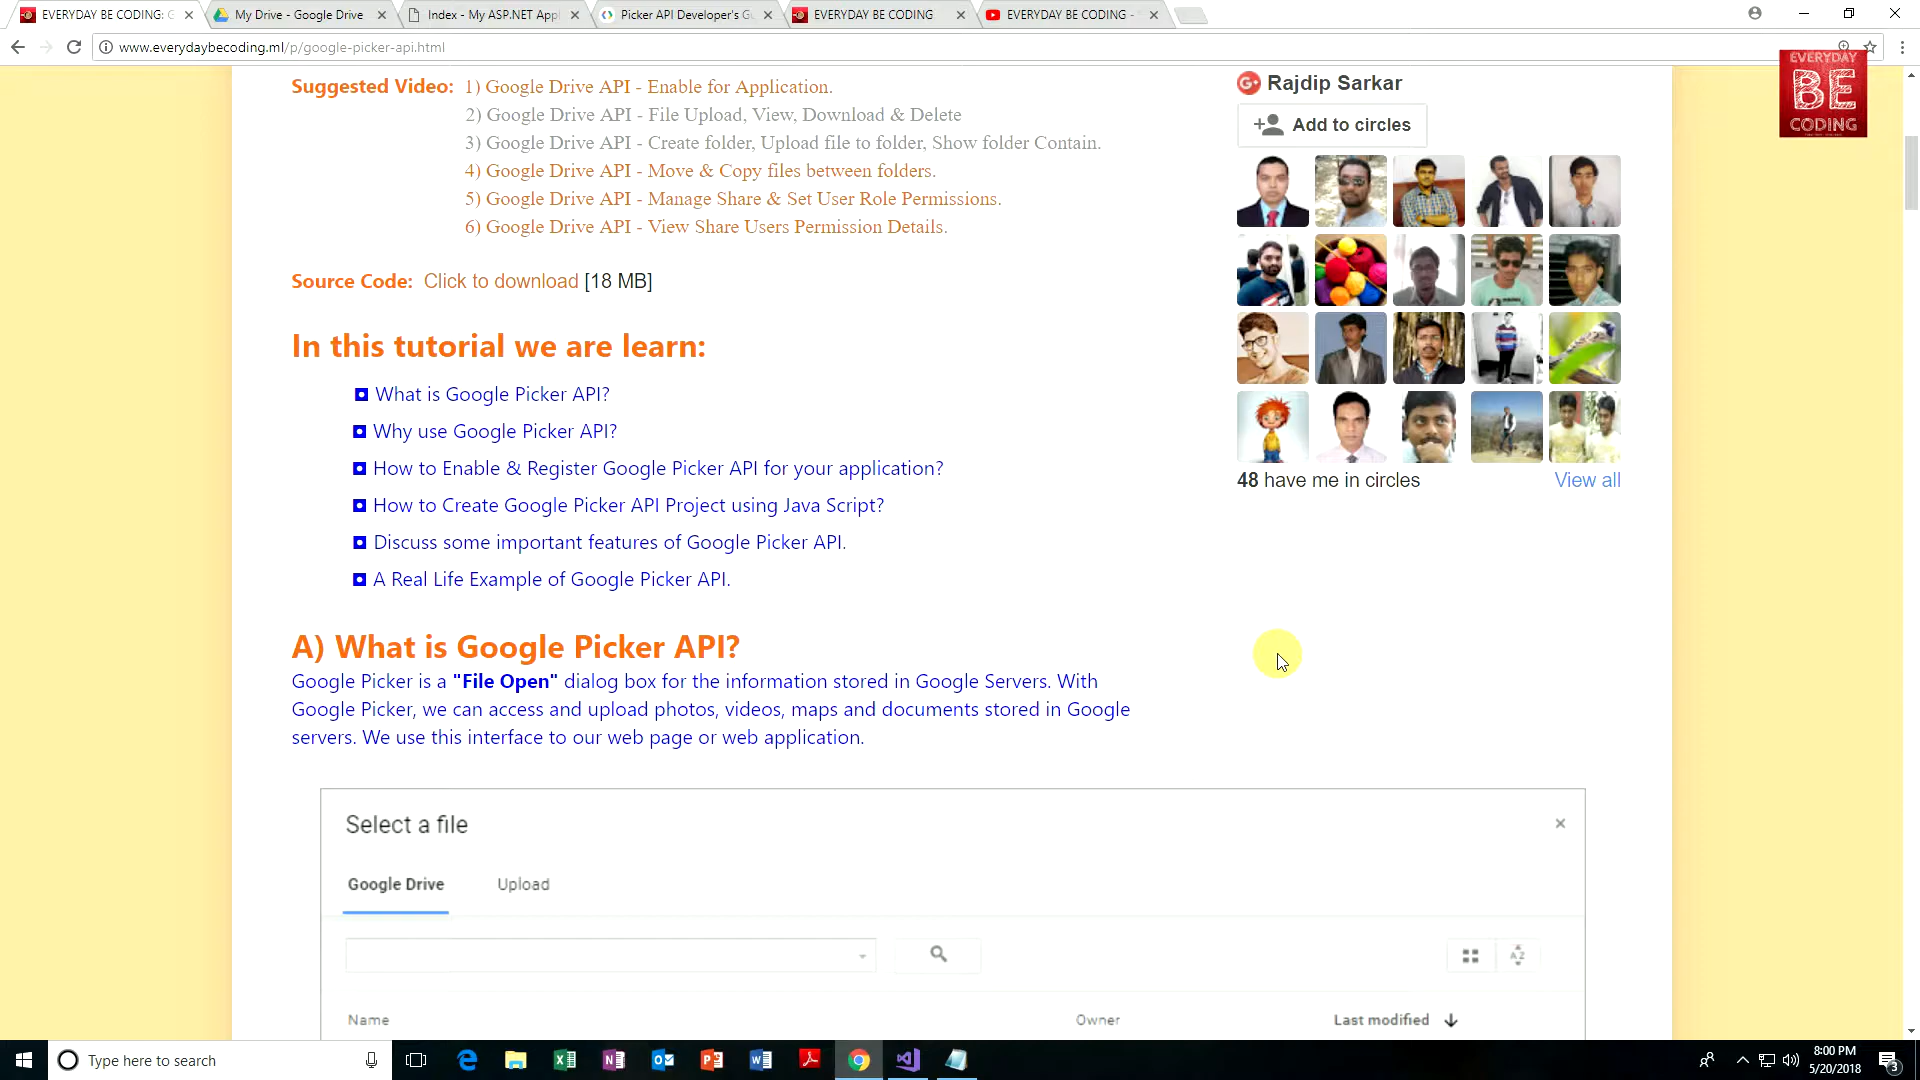 EVERYDAY BE CODING: G
My Drive - Google Drive
Index - My ASP.NET Appl
Picker API Developer's Gu
EVERYDAY BE CODING
EVERYDAY BE CODING -
www.everydaybecoding.ml/p/google-picker-api.html
EVERYDAY
BE
CODING
Suggested Video: 1) Google Drive API - Enable for Application.
2) Google Drive API - File Upload, View, Download & Delete
3) Google Drive API - Create folder, Upload file to folder, Show folder Contain.
4) Google Drive API - Move & Copy files between folders.
5) Google Drive API - Manage Share & Set User Role Permissions.
6) Google Drive API - View Share Users Permission Details.
Source Code: Click to download [18 MB]
In this tutorial we are learn:
What is Google Picker API?
Why use Google Picker API?
How to Enable & Register Google Picker API for your application?
How to Create Google Picker API Project using Java Script?
Discuss some important features of Google Picker API.
A Real Life Example of Google Picker API.
A) What is Google Picker API?
Google Picker is a "File Open" dialog box for the information stored in Google Servers. With
Google Picker, we can access and upload photos, videos, maps and documents stored in Google
servers. We use this interface to our web page or web application.
Select a file
Google Drive Upload
AZ
Name Owner Last modified
G+ Rajdip Sarkar
Add to circles
48 have me in circles View all
Type here to search
8:00 PM
5/20/2018
3